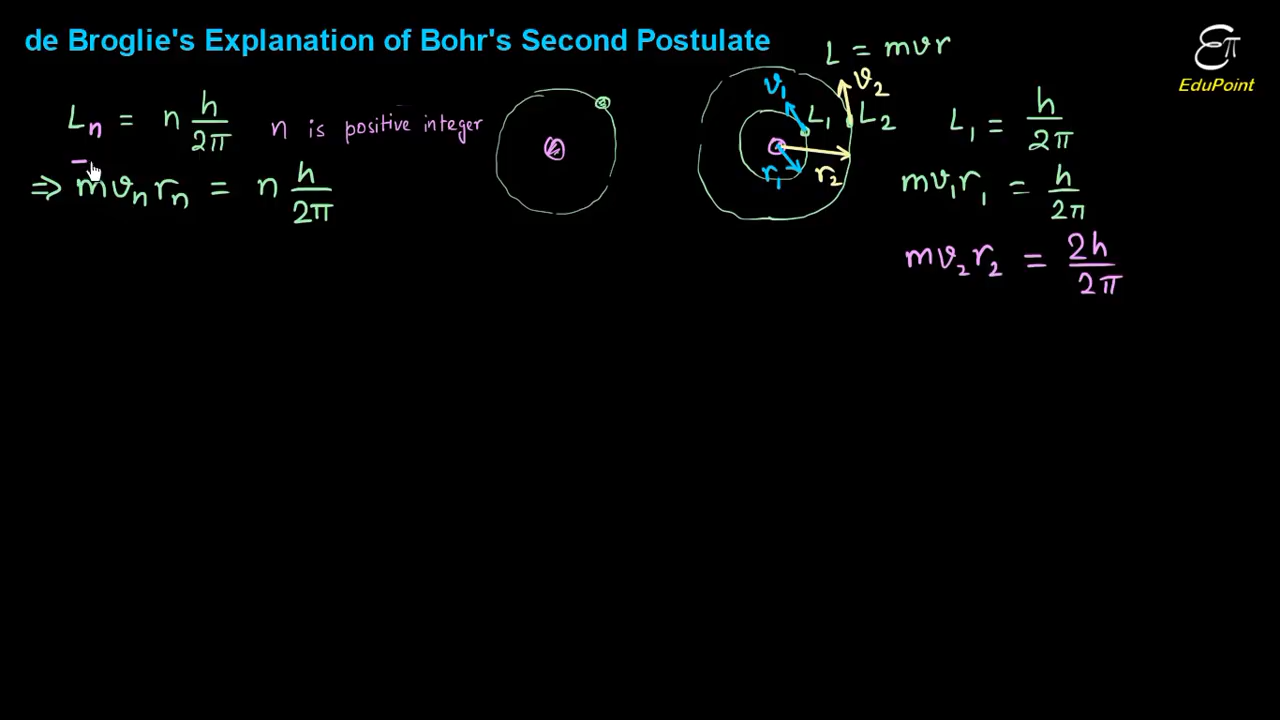 de Broglie's Explanation of Bohr's Second Postulate
EduPoint
L = mvr
Lₙ = n h/2π
n is positive integer
⇒ mvₙrₙ = n h/2π
v₁
v₂
L₁
L₂
r₁
r₂
L₁ = h/2π
mv₁r₁ = h/2π
mv₂r₂ = 2h/2π